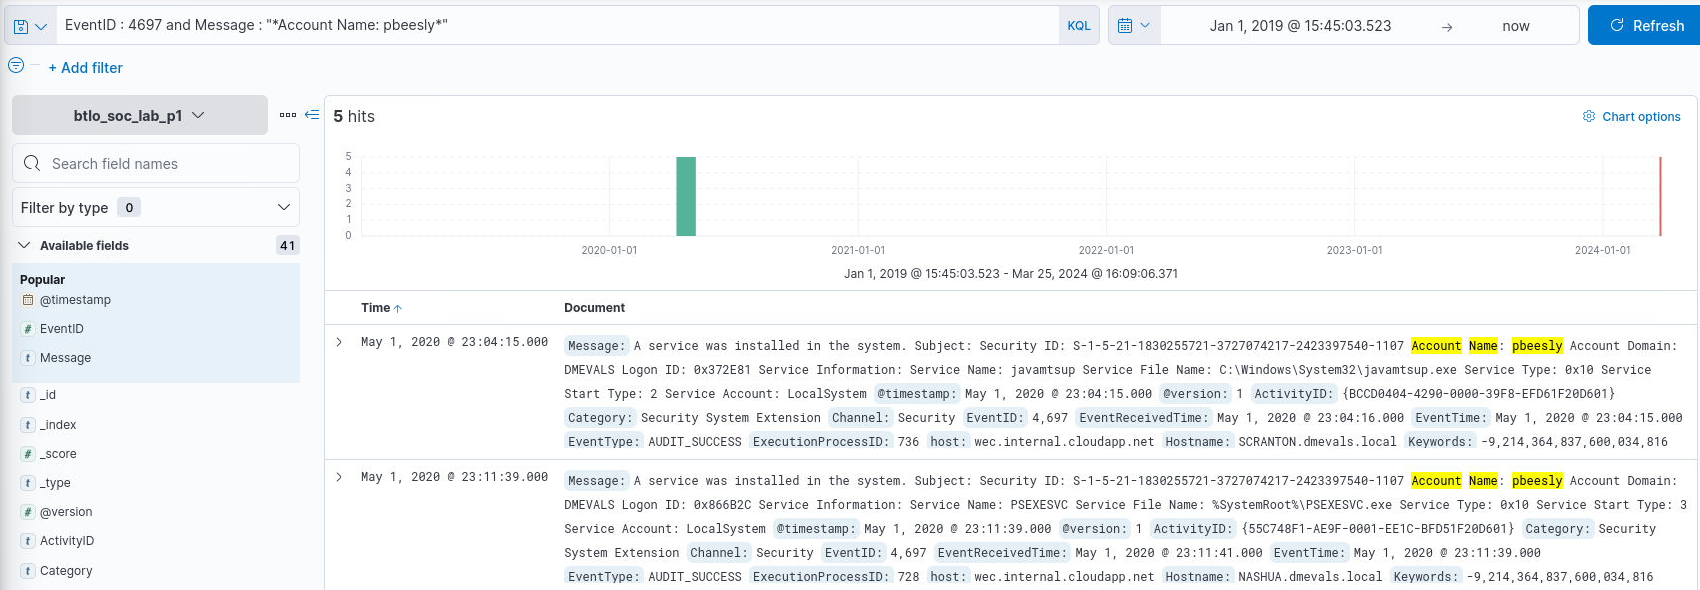 EventID : 4697 and Message : "*Account Name: pbeesly*"
KQL
Jan 1, 2019 @ 15:45:03.523 → now
Refresh
+ Add filter
btlo_soc_lab_p1
Search field names
Filter by type 0
Available fields 41
Popular
@timestamp
# EventID
t Message
t _id
t _index
# _score
t _type
# @version
t ActivityID
t Category
5 hits
Chart options
5
4
3
2
1
0
2020-01-01 2021-01-01 2022-01-01 2023-01-01 2024-01-01
Jan 1, 2019 @ 15:45:03.523 - Mar 25, 2024 @ 16:09:06.371
Time ↑ Document
May 1, 2020 @ 23:04:15.000
Message: A service was installed in the system. Subject: Security ID: S-1-5-21-1830255721-3727074217-2423397540-1107 Account Name: pbeesly Account Domain:
DMEVALS Logon ID: 0x372E81 Service Information: Service Name: javamtsup Service File Name: C:\Windows\System32\javamtsup.exe Service Type: 0x10 Service
Start Type: 2 Service Account: LocalSystem @timestamp: May 1, 2020 @ 23:04:15.000 @version: 1 ActivityID: {BCCD0404-4290-0000-39F8-EFD61F20D601}
Category: Security System Extension Channel: Security EventID: 4,697 EventReceivedTime: May 1, 2020 @ 23:04:16.000 EventTime: May 1, 2020 @ 23:04:15.000
EventType: AUDIT_SUCCESS ExecutionProcessID: 736 host: wec.internal.cloudapp.net Hostname: SCRANTON.dmevals.local Keywords: -9,214,364,837,600,034,816
May 1, 2020 @ 23:11:39.000
Message: A service was installed in the system. Subject: Security ID: S-1-5-21-1830255721-3727074217-2423397540-1107 Account Name: pbeesly Account Domain:
DMEVALS Logon ID: 0x866B2C Service Information: Service Name: PSEXESVC Service File Name: %SystemRoot%\PSEXESVC.exe Service Type: 0x10 Service Start Type: 3
Service Account: LocalSystem @timestamp: May 1, 2020 @ 23:11:39.000 @version: 1 ActivityID: {55C748F1-AE9F-0001-EE1C-BFD51F20D601} Category: Security
System Extension Channel: Security EventID: 4,697 EventReceivedTime: May 1, 2020 @ 23:11:41.000 EventTime: May 1, 2020 @ 23:11:39.000
EventType: AUDIT_SUCCESS ExecutionProcessID: 728 host: wec.internal.cloudapp.net Hostname: NASHUA.dmevals.local Keywords: -9,214,364,837,600,034,816